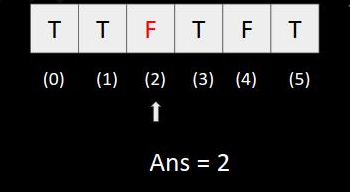 T T F T F T
(0) (1) (2) (3) (4) (5)
Ans = 2